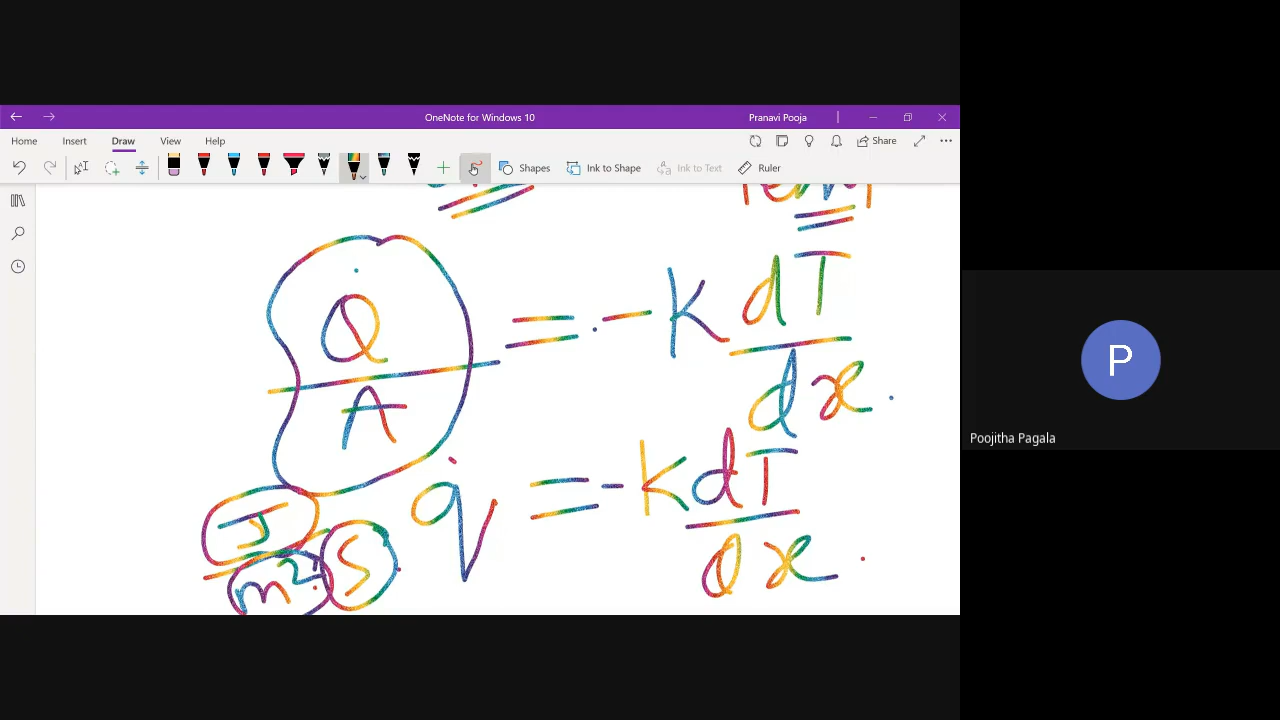 OneNote for Windows 10
Pranavi Pooja
Home Insert Draw View Help
Share
Shapes Ink to Shape Ink to Text Ruler
Q̇/A = - k dT/dx .
q̇ = - k dT/dx .
J/m².S
P
Poojitha Pagala